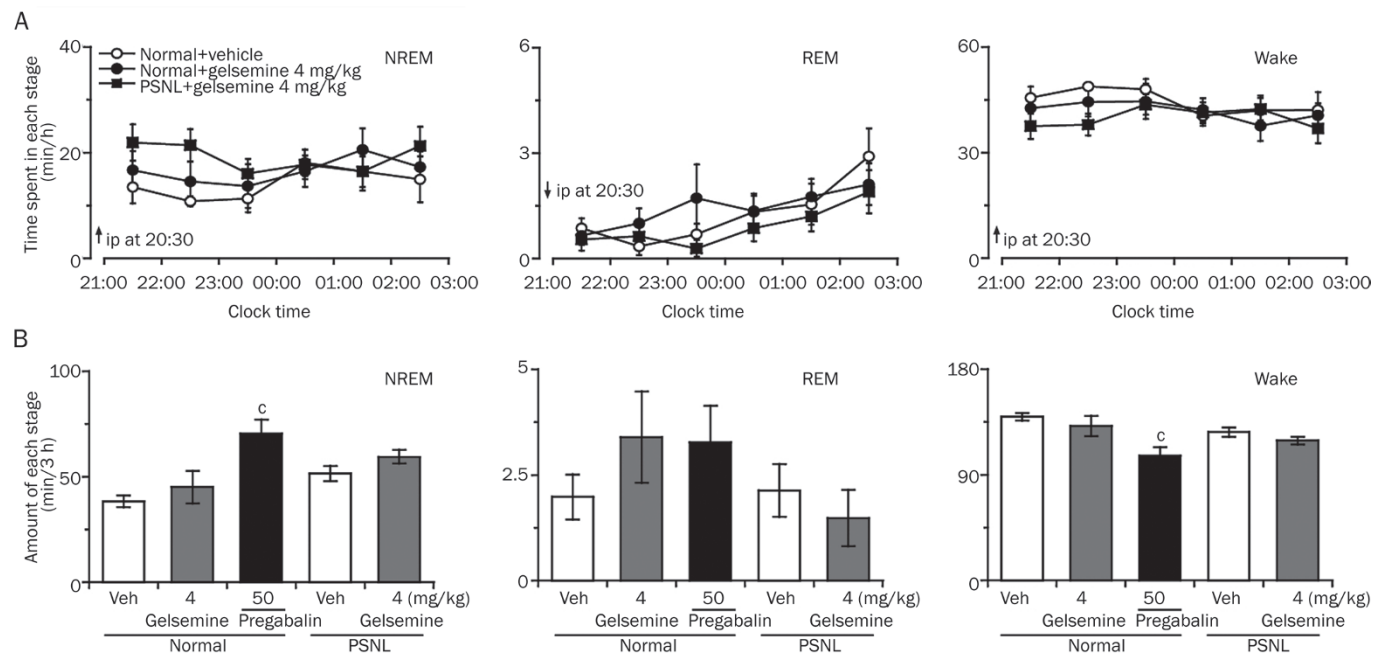 A
40
Normal+vehicle
Normal+gelsemine 4 mg/kg
PSNL+gelsemine 4 mg/kg
NREM
20
0
Time spent in each stage
(min/h)
ip at 20:30
21:00 22:00 23:00 00:00 01:00 02:00 03:00
Clock time
6
REM
3
0
ip at 20:30
21:00 22:00 23:00 00:00 01:00 02:00 03:00
Clock time
60
Wake
30
0
ip at 20:30
21:00 22:00 23:00 00:00 01:00 02:00 03:00
Clock time
B
100
NREM
50
0
Amount of each stage
(min/3 h)
c
Veh 4 50 Veh 4 (mg/kg)
Gelsemine Pregabalin Gelsemine
Normal PSNL
5
REM
2.5
0
Veh 4 50 Veh 4 (mg/kg)
Gelsemine Pregabalin Gelsemine
Normal PSNL
180
Wake
90
0
c
Veh 4 50 Veh 4 (mg/kg)
Gelsemine Pregabalin Gelsemine
Normal PSNL